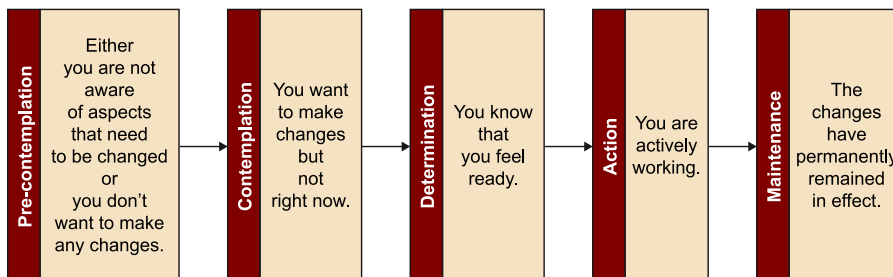 Pre-contemplation
Either
you are not
aware
of aspects
that need
to be changed
or
you don't
want to make
any changes.
Contemplation
You want
to make
changes
but
not
right now.
Determination
You know
that
you feel
ready.
Action
You are
actively
working.
Maintenance
The
changes
have
permanently
remained
in effect.